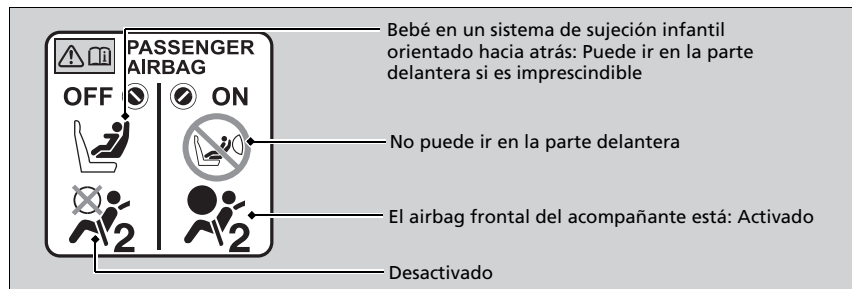 PASSENGER
AIRBAG
OFF
ON
2
2
Bebé en un sistema de sujeción infantil
orientado hacia atrás: Puede ir en la parte
delantera si es imprescindible
No puede ir en la parte delantera
El airbag frontal del acompañante está: Activado
Desactivado